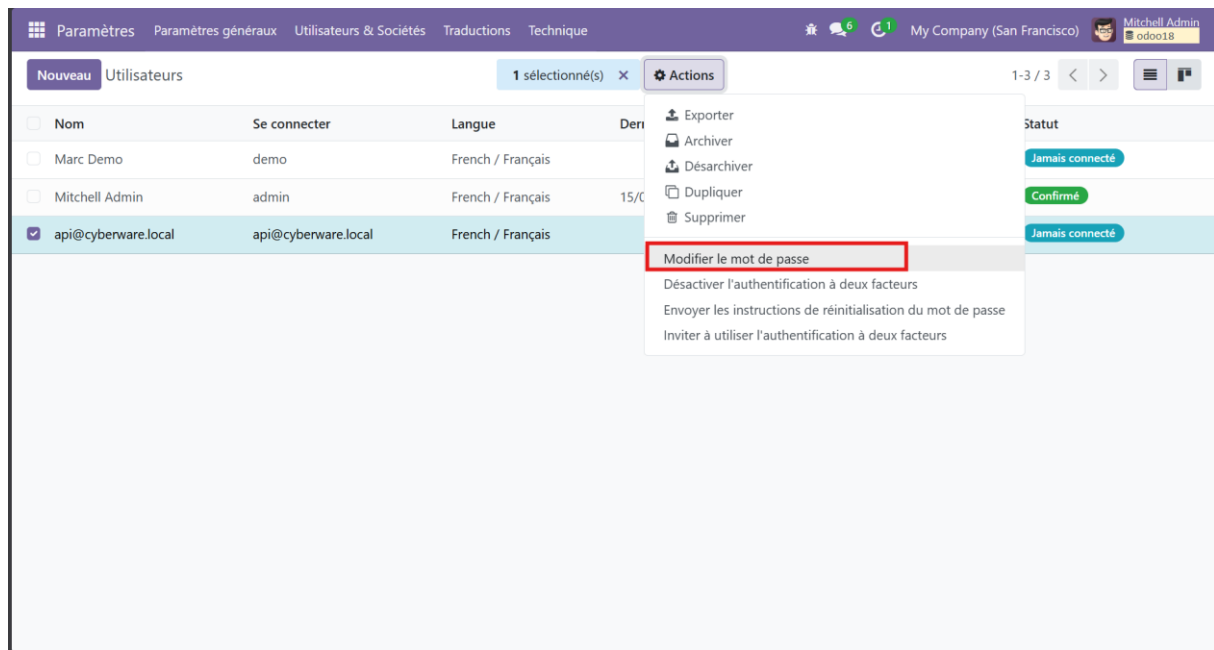 Paramètres Paramètres généraux Utilisateurs & Sociétés Traductions Technique 6 1 My Company (San Francisco) Mitchell Admin
odoo18
Nouveau Utilisateurs 1 sélectionné(s) Actions 1-3 / 3
Nom Se connecter Langue Statut
Marc Demo demo French / Français Jamais connecté
Mitchell Admin admin French / Français 15/0 Confirmé
api@cyberware.local api@cyberware.local French / Français Jamais connecté
Exporter
Archiver
Désarchiver
Dupliquer
Supprimer
Modifier le mot de passe
Désactiver l'authentification à deux facteurs
Envoyer les instructions de réinitialisation du mot de passe
Inviter à utiliser l'authentification à deux facteurs